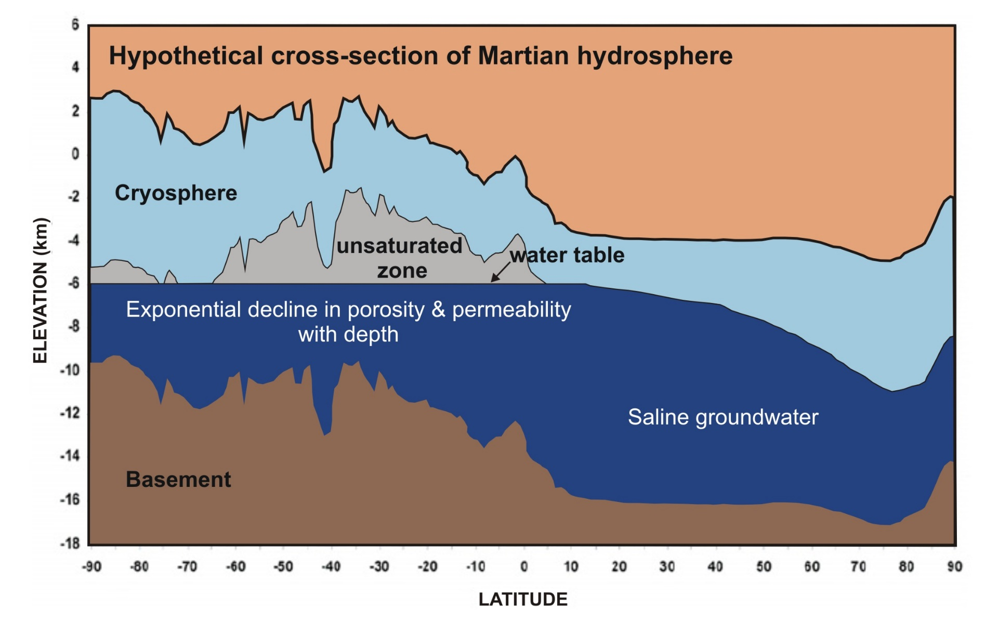 Hypothetical cross-section of Martian hydrosphere
6
4
2
0
-2
-4
-6
-8
-10
-12
-14
-16
-18
ELEVATION (km)
Cryosphere
unsaturated
zone
water table
Exponential decline in porosity & permeability
with depth
Saline groundwater
Basement
-90 -80 -70 -60 -50 -40 -30 -20 -10 0 10 20 30 40 50 60 70 80 90
LATITUDE